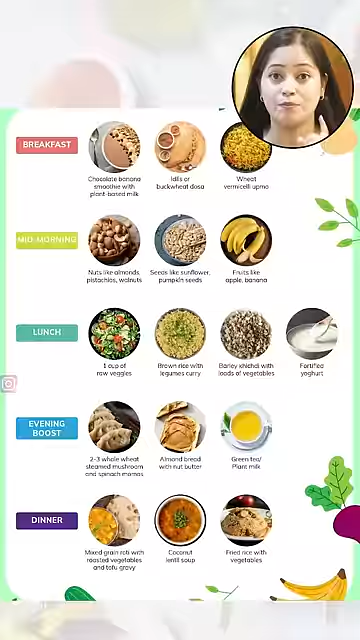 BREAKFAST
Chocolate banana
smoothie with
plant-based milk
Idlis or
buckwheat dosa
Wheat
vermicelli upma
MID-MORNING
Nuts like almonds,
pistachios, walnuts
Seeds like sunflower,
pumpkin seeds
Fruits like
apple, banana
LUNCH
1 cup of
raw veggies
Brown rice with
legumes curry
Barley khichdi with
loads of vegetables
Fortified
yoghurt
EVENING
BOOST
2-3 whole wheat
steamed mushroom
and spinach momos
Almond bread
with nut butter
Green tea/
Plant milk
DINNER
Mixed grain roti with
roasted vegetables
and tofu gravy
Coconut
lentil soup
Fried rice with
vegetables